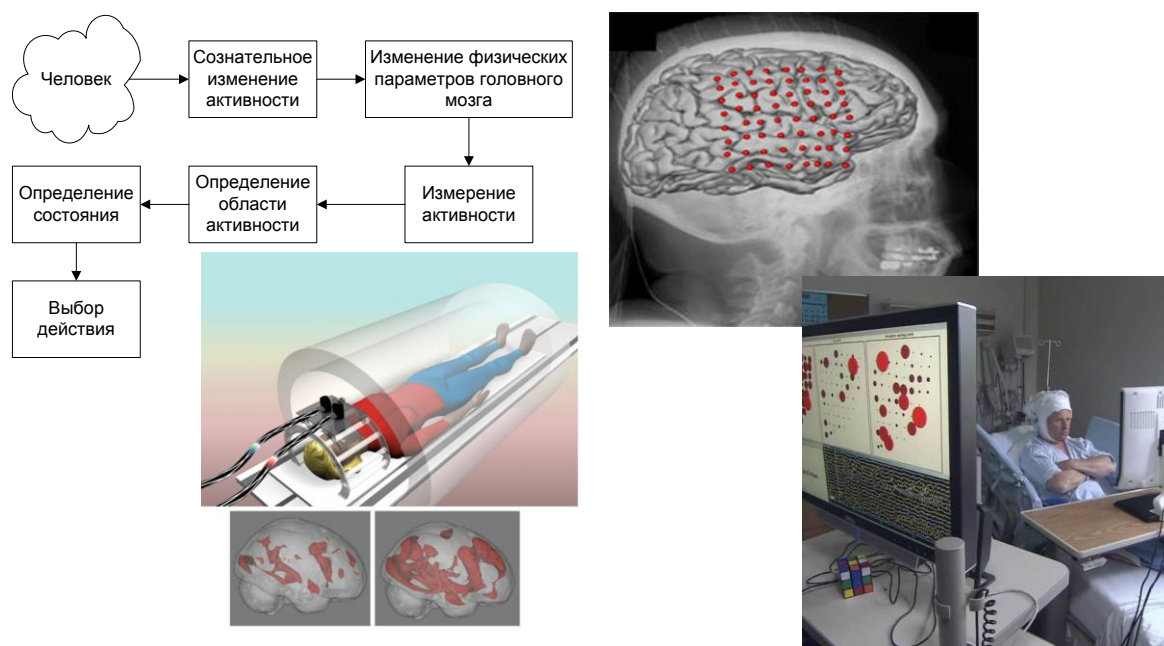 Человек
Сознательное
изменение
активности
Изменение физических
параметров головного
мозга
Измерение
активности
Определение
области
активности
Определение
состояния
Выбор
действия